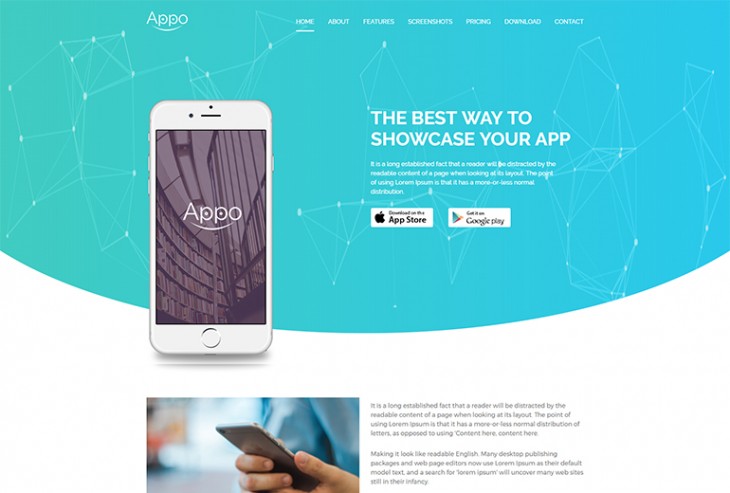 Appo
HOME ABOUT FEATURES SCREENSHOTS PRICING DOWNLOAD CONTACT
THE BEST WAY TO
SHOWCASE YOUR APP
It is a long established fact that a reader will be distracted by the
readable content of a page when looking at its layout. The point
of using Lorem Ipsum is that it has a more-or-less normal
distribution.
Download on the
App Store
Get it on
Google play
Appo
It is a long established fact that a reader will be distracted by the
readable content of a page when looking at its layout. The point of
using Lorem Ipsum is that it has a more-or-less normal distribution of
letters, as opposed to using 'Content here, content here.
Making it look like readable English. Many desktop publishing
packages and web page editors now use Lorem Ipsum as their default
model text, and a search for 'lorem ipsum' will uncover many web sites
still in their infancy.